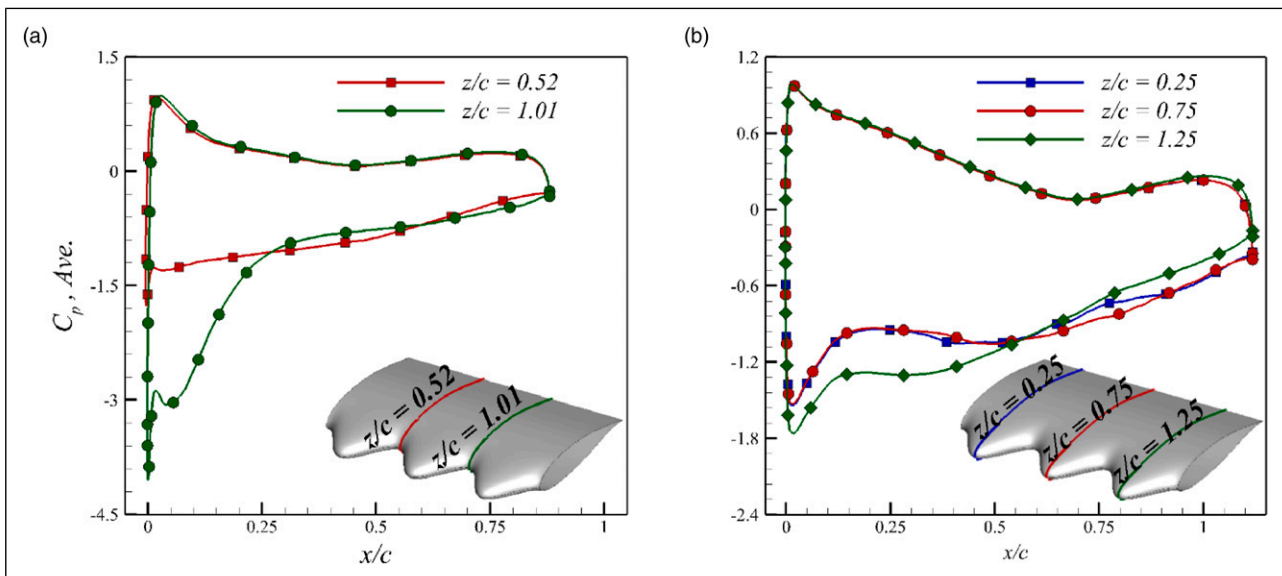 (a)
1.5
0
-1.5
-3
-4.5
C_p, Ave.
z/c = 0.52
z/c = 1.01
z/c = 0.52
z/c = 1.01
0
0.25
0.5
0.75
1
x/c
(b)
1.2
0.6
0
-0.6
-1.2
-1.8
-2.4
z/c = 0.25
z/c = 0.75
z/c = 1.25
z/c = 0.25
z/c = 0.75
z/c = 1.25
0
0.25
0.5
0.75
1
x/c